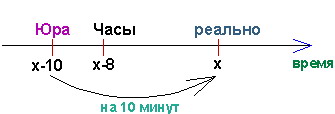 Юра Часы реально
x-10 x-8 x время
на 10 минут